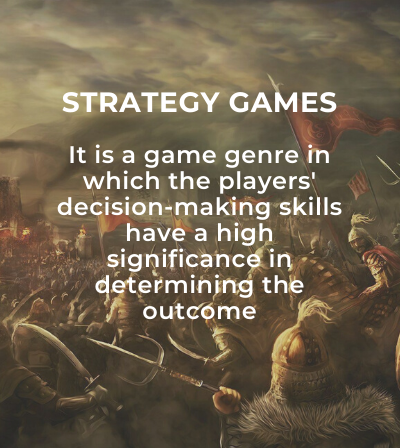 STRATEGY GAMES
It is a game genre in
which the players'
decision-making skills
have a high
significance in
determining the
outcome